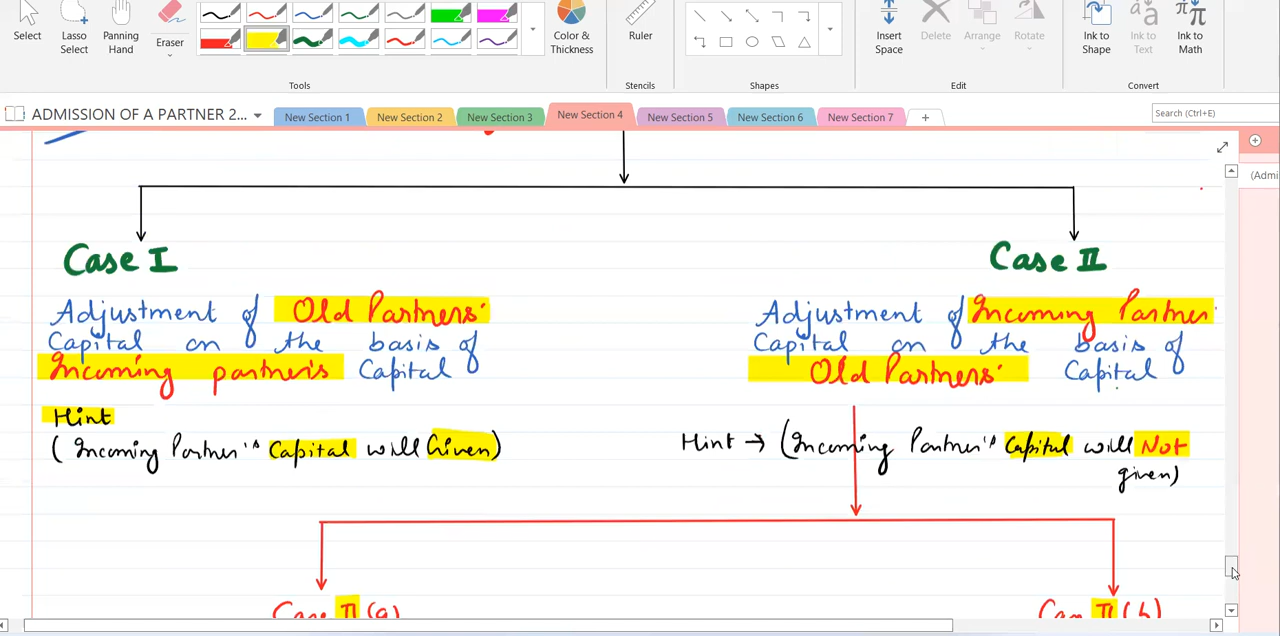 Select
Lasso
Select
Panning
Hand
Eraser
Color &
Thickness
Ruler
Insert
Space
Delete
Arrange
Rotate
Ink to
Shape
Ink to
Text
Ink to
Math
Tools
Stencils
Shapes
Edit
Convert
ADMISSION OF A PARTNER 2...
New Section 1
New Section 2
New Section 3
New Section 4
New Section 5
New Section 6
New Section 7
Search (Ctrl+E)
(Admi
Case I
Adjustment of Old Partners'
Capital on the basis of
Incoming partner's Capital
Hint
(Incoming Partner's Capital will Given)
Case II
Adjustment of Incoming Partner
Capital on the basis of
Old Partners' Capital
Hint → (Incoming Partner's Capital will Not
given)
Case II (a)
Case II (b)